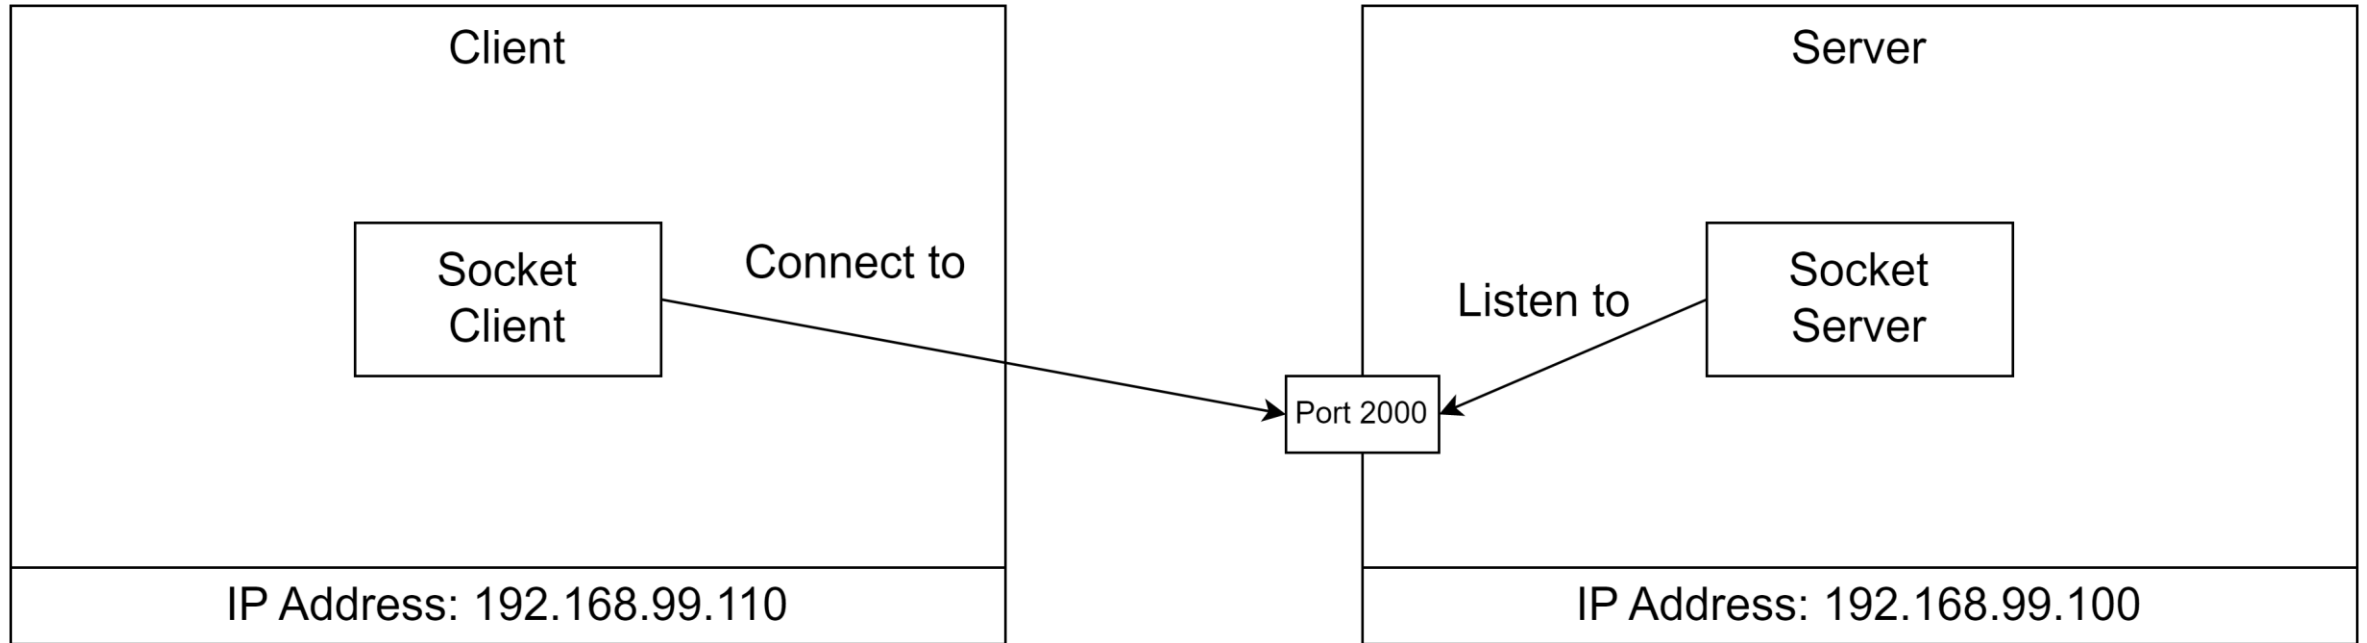 Client
Socket
Client
Connect to
IP Address: 192.168.99.110
Server
Listen to
Socket
Server
Port 2000
IP Address: 192.168.99.100